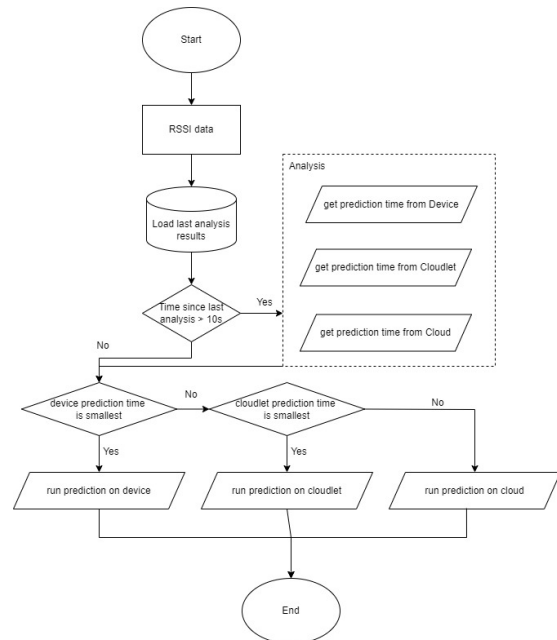 Start
RSSI data
Analysis
get prediction time from Device
Load last analysis
results
get prediction time from Cloudlet
Time since last
analysis > 10s
Yes
get prediction time from Cloud
No
device prediction time
is smallest
No
cloudlet prediction time
is smallest
No
Yes
Yes
run prediction on device
run prediction on cloudlet
run prediction on cloud
End